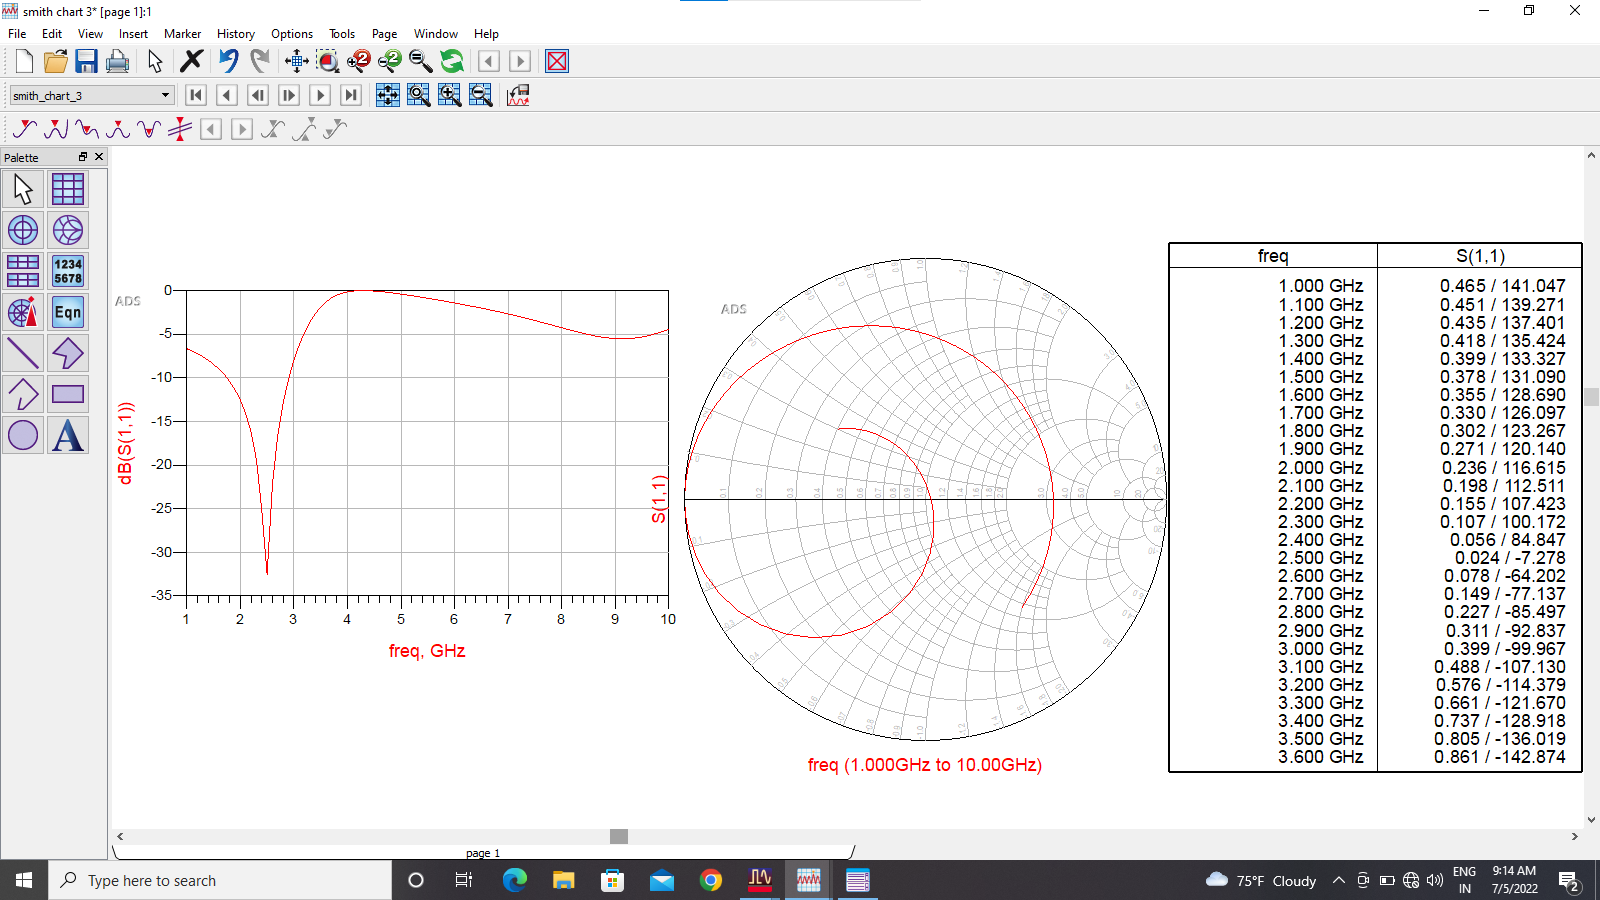 smith chart 3* [page 1]:1
File Edit View Insert Marker History Options Tools Page Window Help
smith_chart_3
Palette
1234
5678
Eqn
ADS
0
-5
-10
-15
-20
-25
-30
-35
dB(S(1,1))
1 2 3 4 5 6 7 8 9 10
freq, GHz
ADS
S(1,1)
freq (1.000GHz to 10.00GHz)
freq S(1,1)
1.000 GHz 0.465 / 141.047
1.100 GHz 0.451 / 139.271
1.200 GHz 0.435 / 137.401
1.300 GHz 0.418 / 135.424
1.400 GHz 0.399 / 133.327
1.500 GHz 0.378 / 131.090
1.600 GHz 0.355 / 128.690
1.700 GHz 0.330 / 126.097
1.800 GHz 0.302 / 123.267
1.900 GHz 0.271 / 120.140
2.000 GHz 0.236 / 116.615
2.100 GHz 0.198 / 112.511
2.200 GHz 0.155 / 107.423
2.300 GHz 0.107 / 100.172
2.400 GHz 0.056 / 84.847
2.500 GHz 0.024 / -7.278
2.600 GHz 0.078 / -64.202
2.700 GHz 0.149 / -77.137
2.800 GHz 0.227 / -85.497
2.900 GHz 0.311 / -92.837
3.000 GHz 0.399 / -99.967
3.100 GHz 0.488 / -107.130
3.200 GHz 0.576 / -114.379
3.300 GHz 0.661 / -121.670
3.400 GHz 0.737 / -128.918
3.500 GHz 0.805 / -136.019
3.600 GHz 0.861 / -142.874
page 1
Type here to search
75°F Cloudy
ENG
IN
9:14 AM
7/5/2022
2